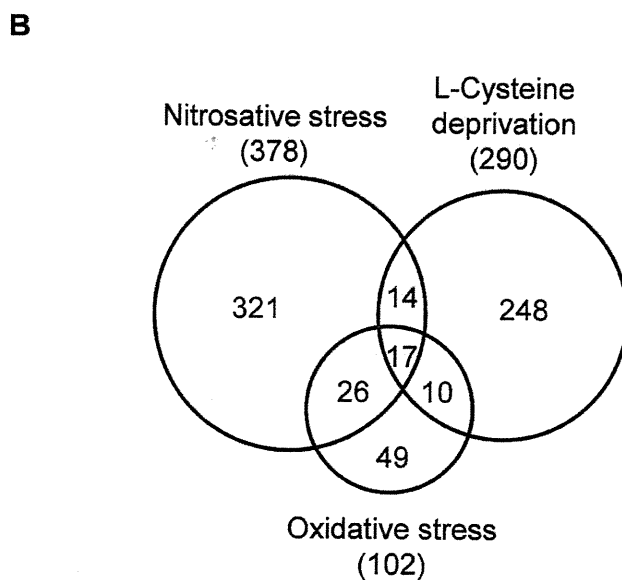 B
Nitrosative stress
(378)
L-Cysteine
deprivation
(290)
321
14
248
17
26
10
49
Oxidative stress
(102)